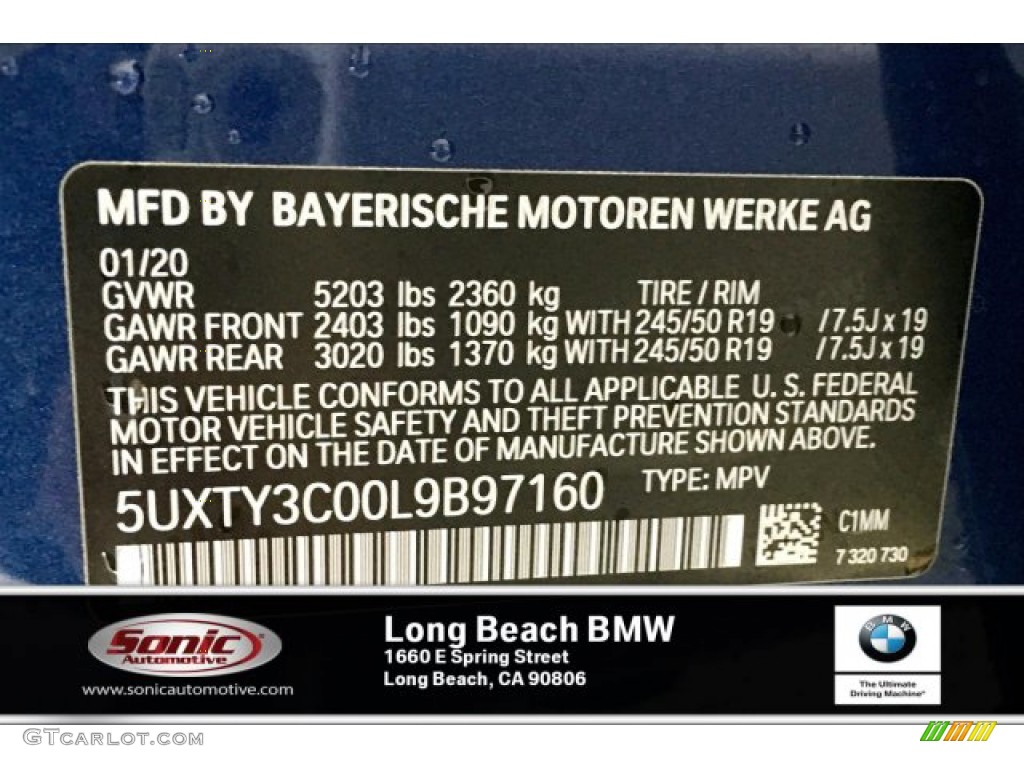 MFD BY BAYERISCHE MOTOREN WERKE AG
01/20
GVWR 5203 lbs 2360 kg TIRE / RIM
GAWR FRONT 2403 lbs 1090 kg WITH 245/50 R19 / 7.5J x 19
GAWR REAR 3020 lbs 1370 kg WITH 245/50 R19 / 7.5J x 19
THIS VEHICLE CONFORMS TO ALL APPLICABLE U. S. FEDERAL
MOTOR VEHICLE SAFETY AND THEFT PREVENTION STANDARDS
IN EFFECT ON THE DATE OF MANUFACTURE SHOWN ABOVE.
5UXTY3C00L9B97160 TYPE: MPV
C1MM
7 320 730
Sonic
Automotive
www.sonicautomotive.com
Long Beach BMW
1660 E Spring Street
Long Beach, CA 90806
BMW
The Ultimate
Driving Machine®
GTCARLOT.COM